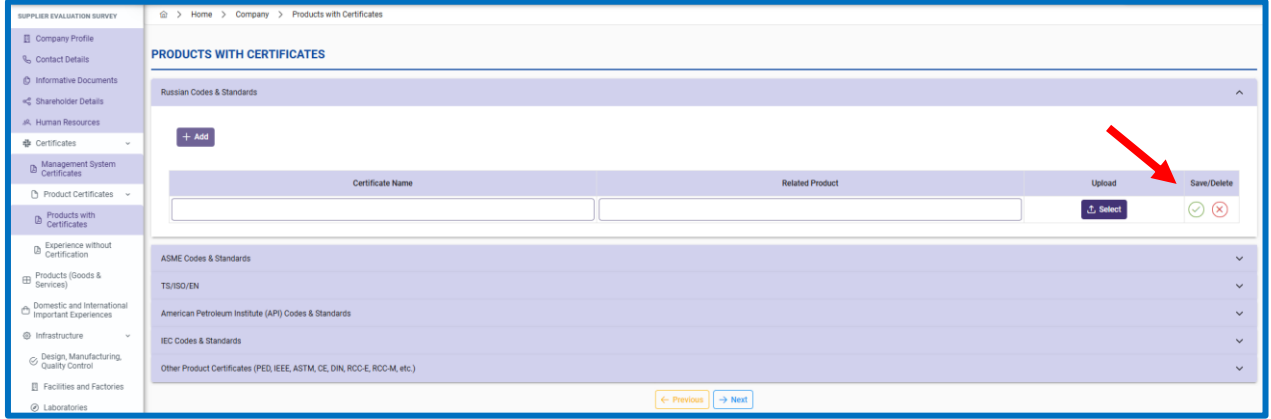 SUPPLIER EVALUATION SURVEY
Company Profile
Contact Details
Informative Documents
Shareholder Details
Human Resources
Certificates
Management System
Certificates
Product Certificates
Products with
Certificates
Experience without
Certification
Products (Goods &
Services)
Domestic and International
Important Experiences
Infrastructure
Design, Manufacturing,
Quality Control
Facilities and Factories
Laboratories
> Home > Company > Products with Certificates
PRODUCTS WITH CERTIFICATES
Russian Codes & Standards
+ Add
Certificate Name Related Product Upload Save/Delete
Select
ASME Codes & Standards
TS/ISO/EN
American Petroleum Institute (API) Codes & Standards
IEC Codes & Standards
Other Product Certificates (PED, IEEE, ASTM, CE, DIN, RCC-E, RCC-M, etc.)
← Previous → Next